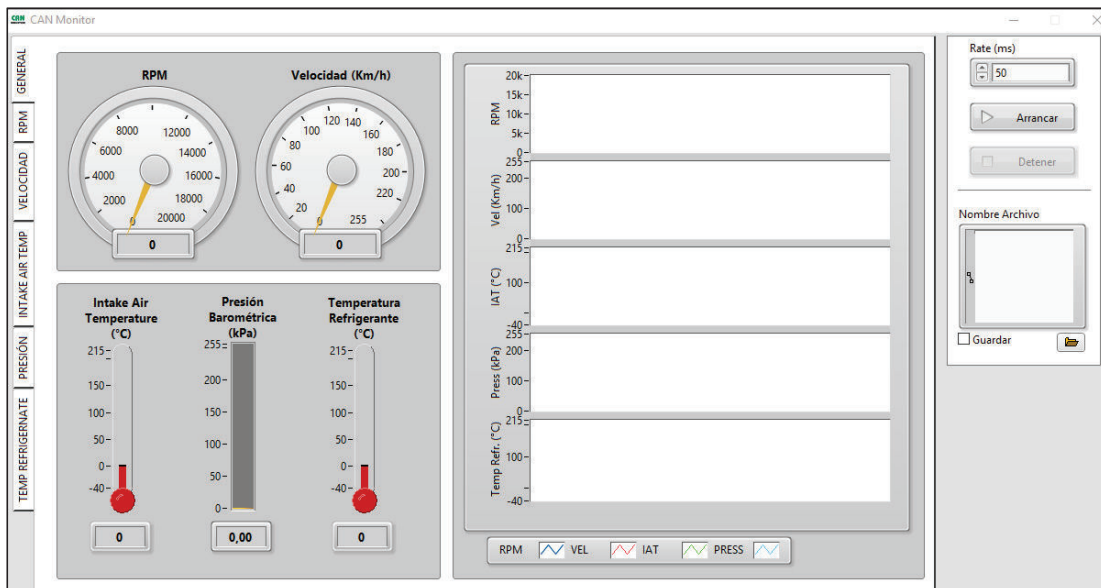 CAN CAN Monitor
GENERAL
RPM
VELOCIDAD
INTAKE AIR TEMP
PRESIÓN
TEMP REFRIGERNATE
RPM
0
2000
4000
6000
8000
12000
14000
16000
18000
20000
0
Velocidad (Km/h)
0
20
40
60
80
100
120
140
160
180
200
220
255
0
Intake Air
Temperature
(°C)
215
150
100
50
0
-40
0
Presión
Barométrica
(kPa)
255
200
150
100
50
0
0,00
Temperatura
Refrigerante
(°C)
215
150
100
50
0
-40
0
RPM
20k
15k
10k
5k
0
Vel (Km/h)
255
200
100
0
IAT (°C)
215
100
-40
Press (kPa)
255
200
100
0
Temp Refr. (°C)
215
100
-40
RPM VEL IAT PRESS
Rate (ms)
50
Arrancar
Detener
Nombre Archivo
Guardar